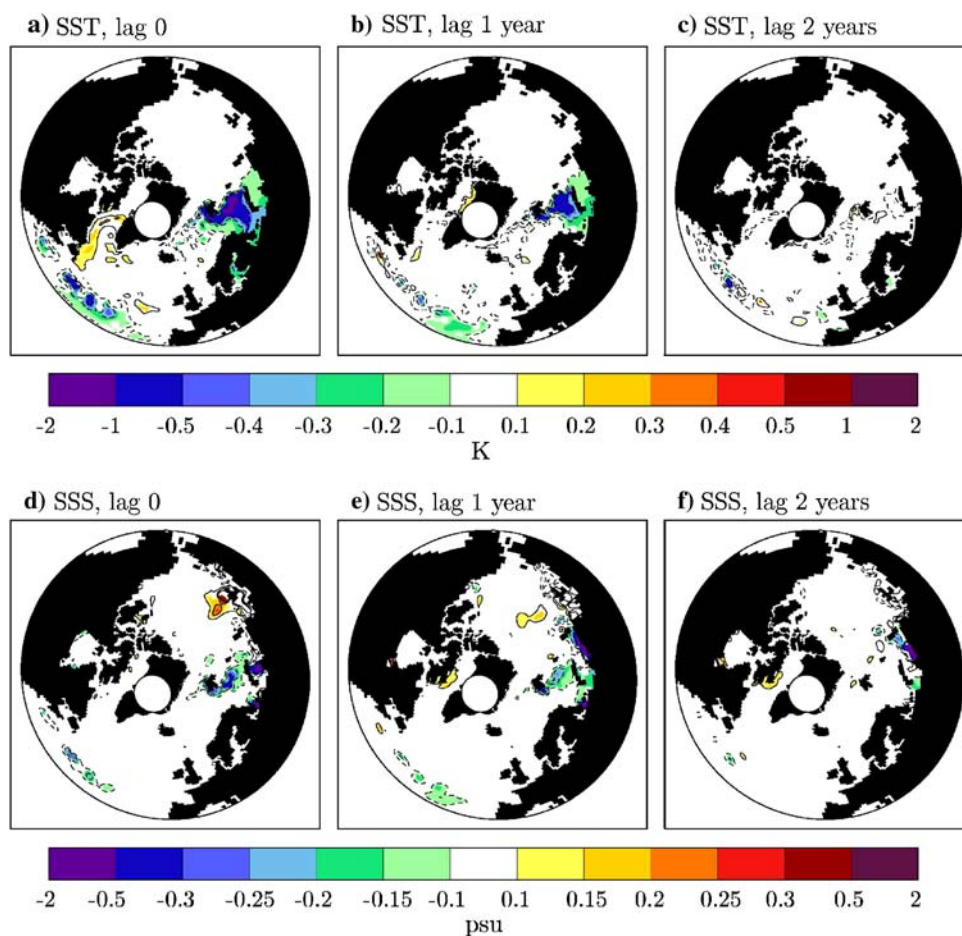 a) SST, lag 0
b) SST, lag 1 year
c) SST, lag 2 years
-2 -1 -0.5 -0.4 -0.3 -0.2 -0.1 0.1 0.2 0.3 0.4 0.5 1 2
K
d) SSS, lag 0
e) SSS, lag 1 year
f) SSS, lag 2 years
-2 -0.5 -0.3 -0.25 -0.2 -0.15 -0.1 0.1 0.15 0.2 0.25 0.3 0.5 2
psu